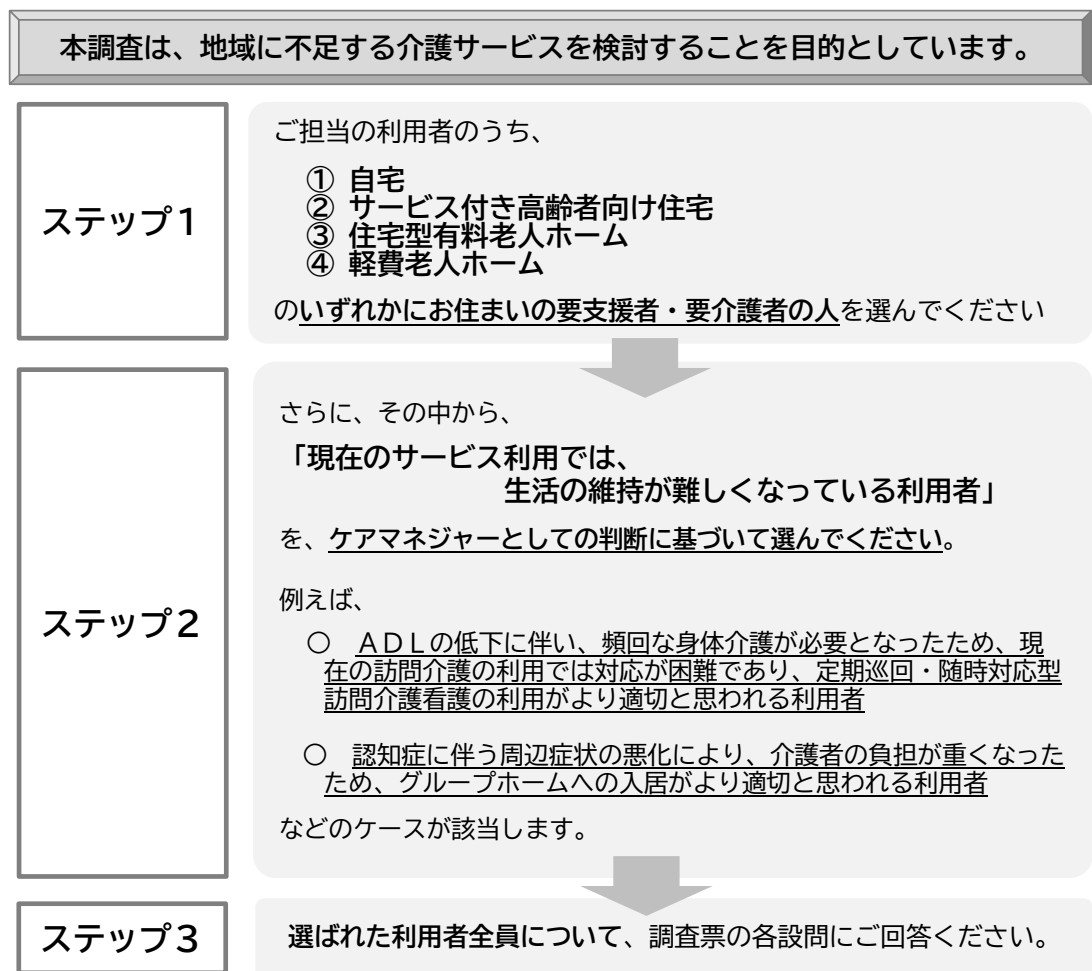 本調査は、地域に不足する介護サービスを検討することを目的としています。
ステップ1
ご担当の利用者のうち、
① 自宅
② サービス付き高齢者向け住宅
③ 住宅型有料老人ホーム
④ 軽費老人ホーム
のいずれかにお住まいの要支援者・要介護者の人を選んでください
ステップ2
さらに、その中から、
「現在のサービス利用では、
生活の維持が難しくなっている利用者」
を、ケアマネジャーとしての判断に基づいて選んでください。
例えば、
○ ADLの低下に伴い、頻回な身体介護が必要となったため、現
在の訪問介護の利用では対応が困難であり、定期巡回・随時対応型
訪問介護看護の利用がより適切と思われる利用者
○ 認知症に伴う周辺症状の悪化により、介護者の負担が重くなった
ため、グループホームへの入居がより適切と思われる利用者
などのケースが該当します。
ステップ3
選ばれた利用者全員について、調査票の各設問にご回答ください。